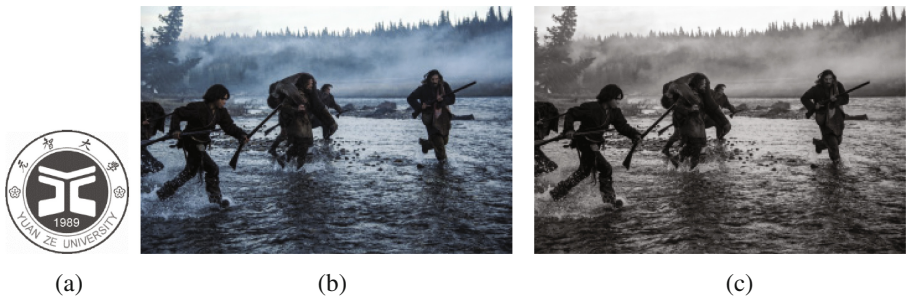 元智大學
1989
YUAN ZE UNIVERSITY
(a)
(b)
(c)